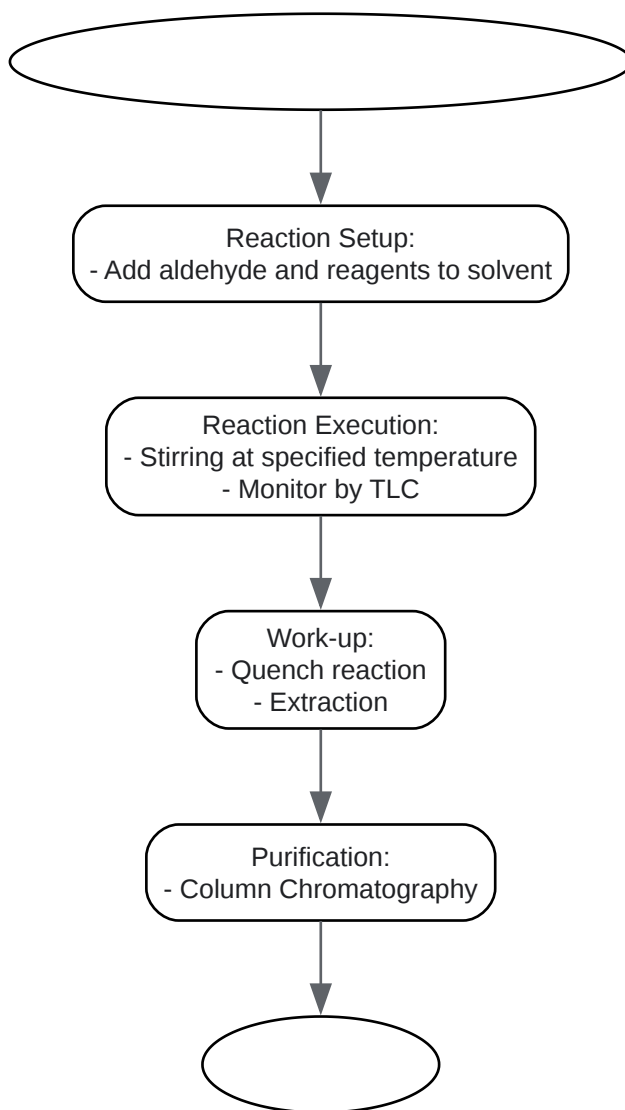 Reaction Setup:
- Add aldehyde and reagents to solvent
Reaction Execution:
- Stirring at specified temperature
- Monitor by TLC
Work-up:
- Quench reaction
- Extraction
Purification:
- Column Chromatography